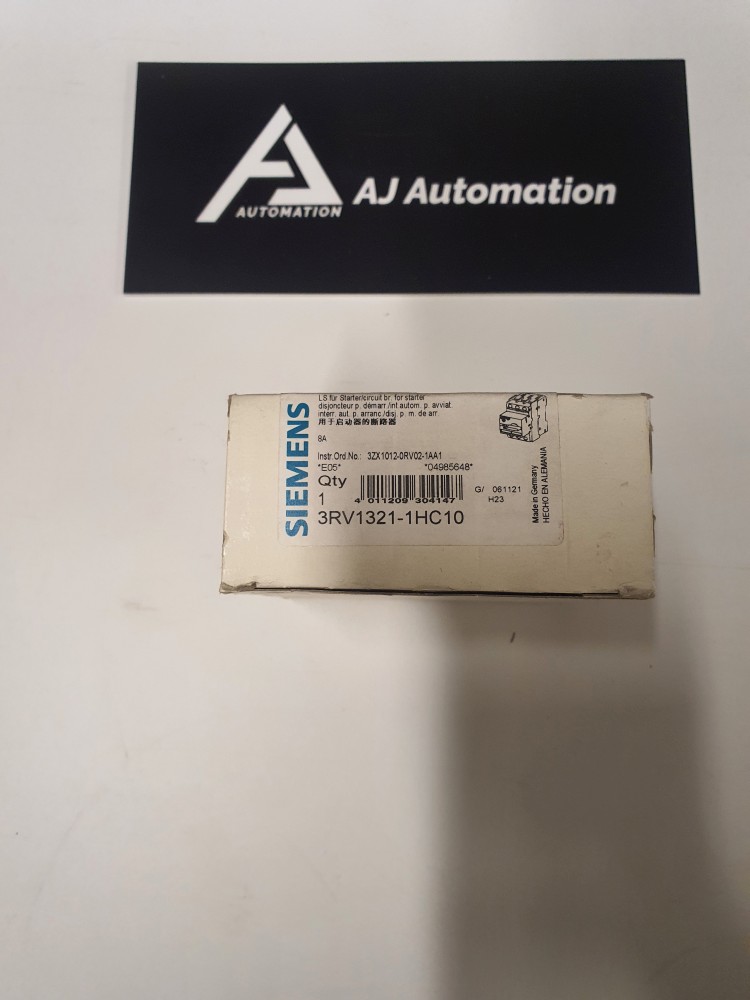 AUTOMATION
AJ Automation
SIEMENS
LS für Starter/circuit br. for starter
disjoncteur p. démarr./int.autom. p. avviat.
interr. aut. p. arranc./disj. p. m. de arr.
用于启动器的断路器
8A
Instr.Ord.No.: 3ZX1012-0RV02-1AA1
*E05* *04985648*
Qty
1
4 011209 304147
G/ 061121
H23
3RV1321-1HC10
Made in Germany
HECHO EN ALEMANIA